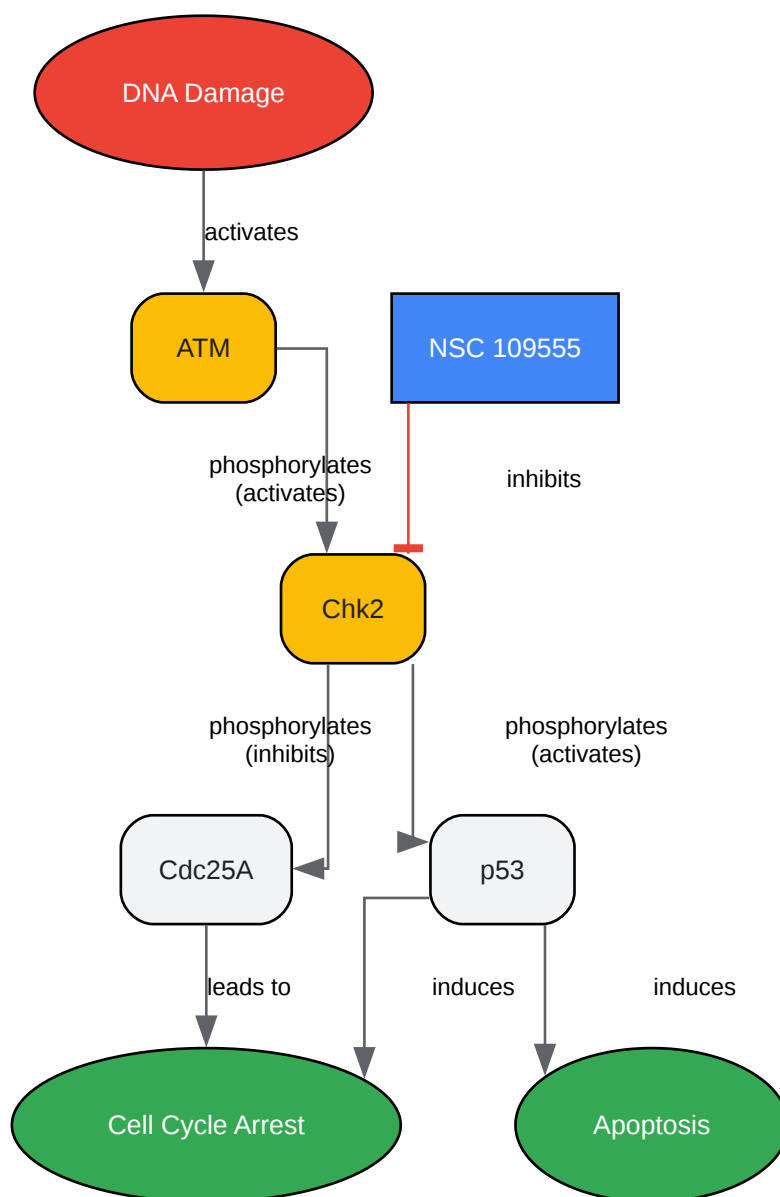 DNA Damage
activates
ATM
NSC 109555
phosphorylates
(activates)
inhibits
Chk2
phosphorylates
(inhibits)
phosphorylates
(activates)
Cdc25A
p53
leads to
induces
induces
Cell Cycle Arrest
Apoptosis